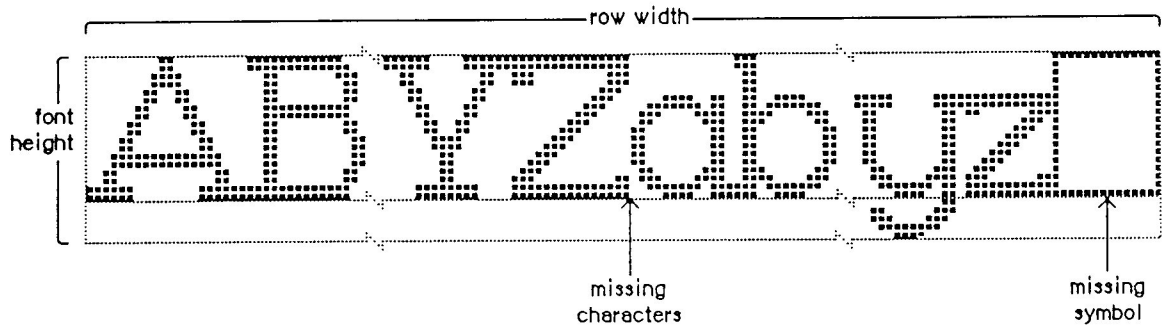 row width
font
height
ABYZabyz
missing
characters
missing
symbol